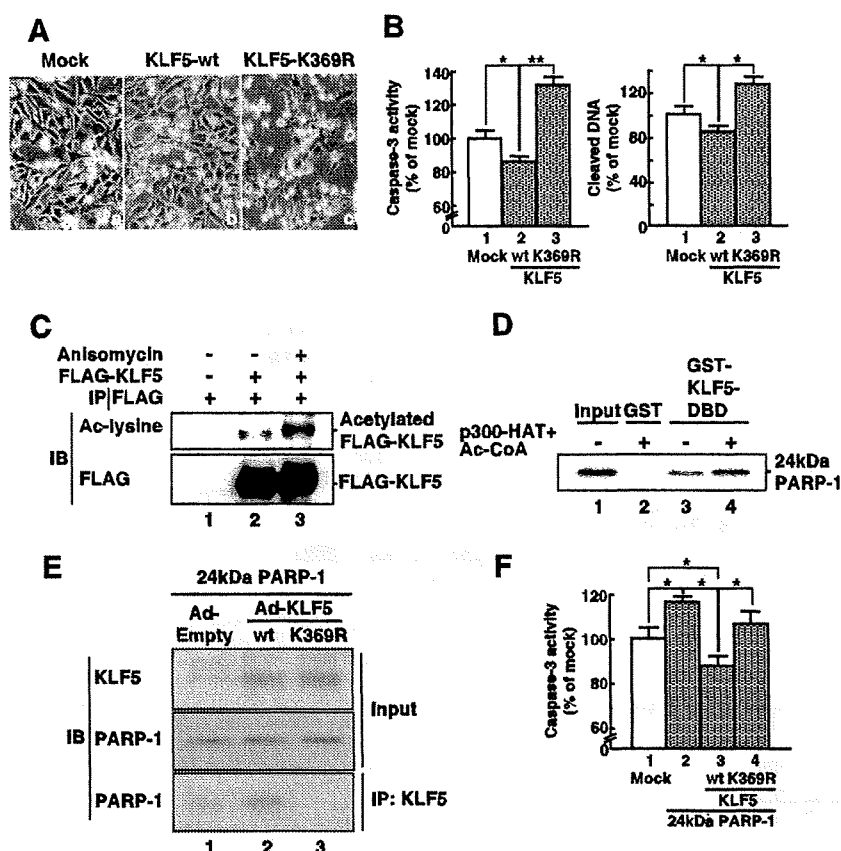 A
Mock KLF5-wt KLF5-K369R
a b c
B
* **
Caspase-3 activity
(% of mock)
140
120
100
80
60
0
1 2 3
Mock wt K369R
KLF5
* *
Cleaved DNA
(% of mock)
120
80
40
0
1 2 3
Mock wt K369R
KLF5
C
Anisomycin - - +
FLAG-KLF5 - + +
IP|FLAG + + +
IB
Ac-lysine
Acetylated
FLAG-KLF5
FLAG
FLAG-KLF5
1 2 3
D
GST-
KLF5-
DBD
Input GST
p300-HAT+
Ac-CoA
- + - +
24kDa
PARP-1
1 2 3 4
E
24kDa PARP-1
Ad-
Empty
Ad-KLF5
wt K369R
IB
KLF5
PARP-1
Input
PARP-1
IP: KLF5
1 2 3
F
*
* * *
Caspase-3 activity
(% of mock)
120
100
80
60
0
1 2 3 4
Mock wt K369R
KLF5
24kDa PARP-1